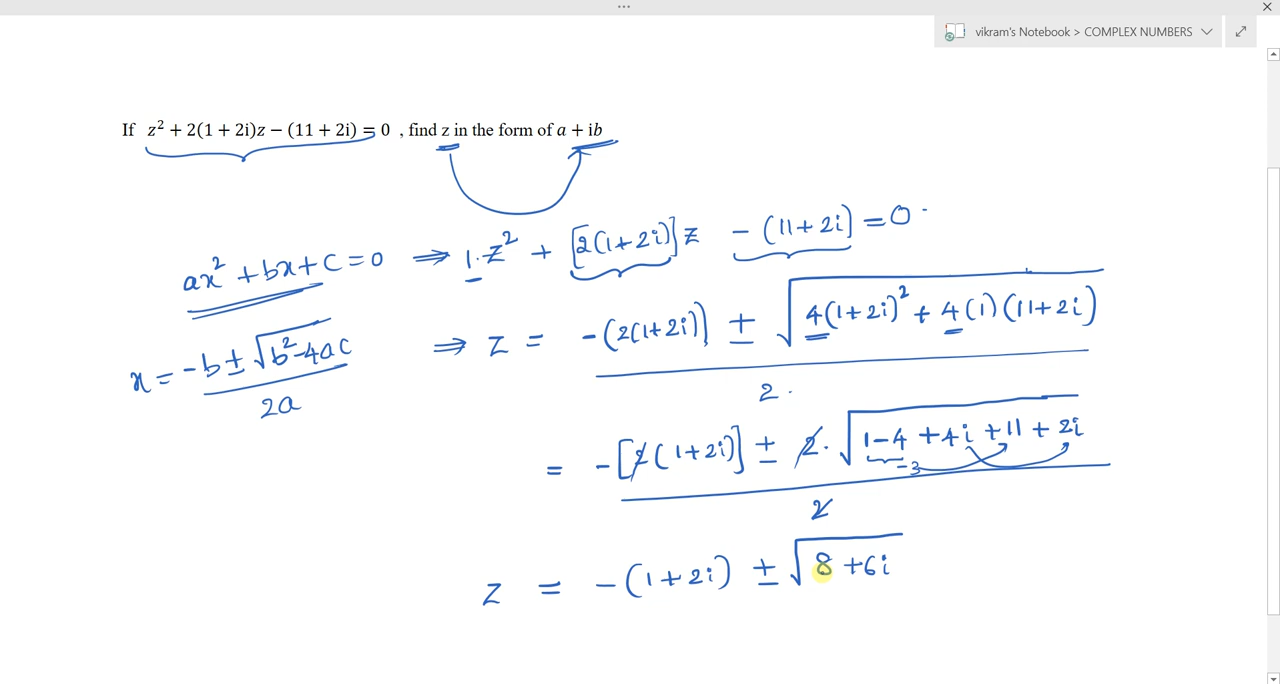 vikram's Notebook > COMPLEX NUMBERS
If z² + 2(1 + 2i)z − (11 + 2i) = 0 , find z in the form of a + ib
ax² + bx + c = 0 ⇒ 1·z² + [2(1+2i)]z − (11+2i) = 0
x = (-b ± √(b²-4ac)) / 2a
⇒ z = (-(2(1+2i)) ± √(4(1+2i)² + 4(1)(11+2i))) / 2
= (-[2(1+2i)] ± 2·√(1-4 +4i +11 + 2i)) / 2
-3
z = -(1+2i) ± √(8 +6i)